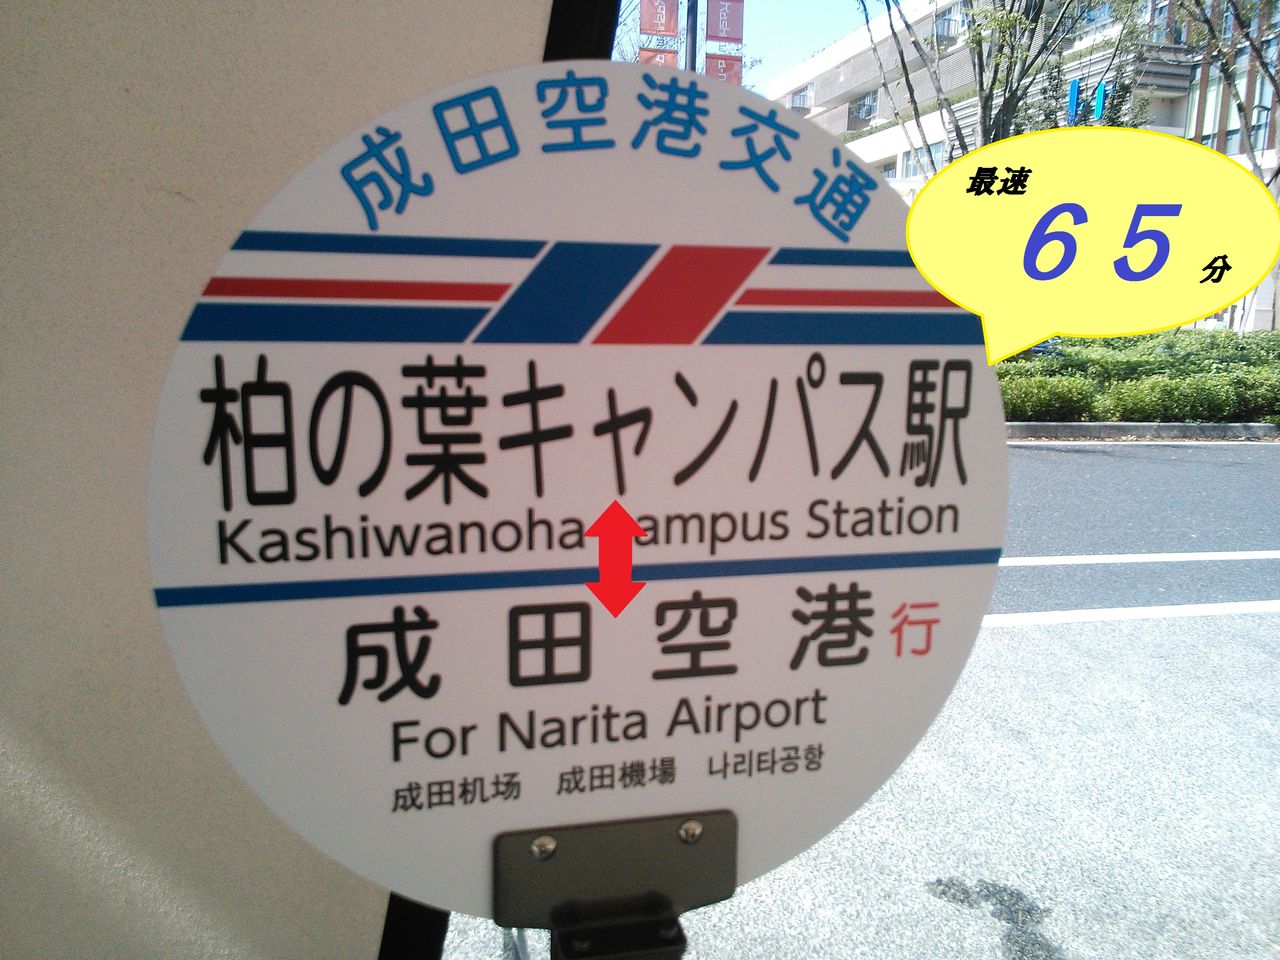 成田空港交通
最速
65分
柏の葉キャンパス駅
Kashiwanoha ampus Station
成田空港行
For Narita Airport
成田机场 成田機場 나리타공항